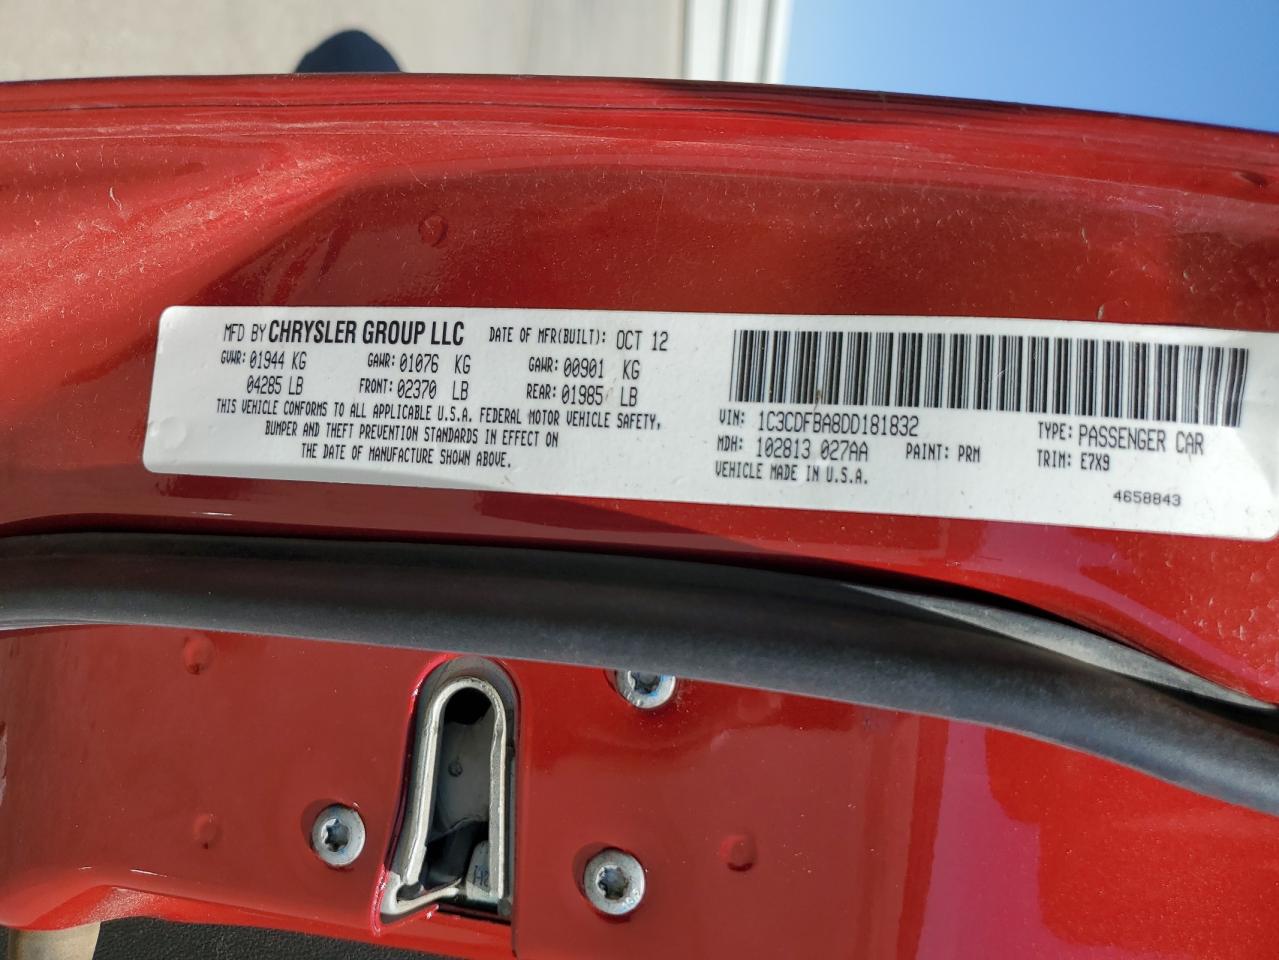 MFD BY CHRYSLER GROUP LLC DATE OF MFR(BUILT): OCT 12
GVWR: 01944 KG GAWR: 01076 KG GAWR: 00901 KG
04285 LB FRONT: 02370 LB REAR: 01985 LB
THIS VEHICLE CONFORMS TO ALL APPLICABLE U.S.A. FEDERAL MOTOR VEHICLE SAFETY,
BUMPER AND THEFT PREVENTION STANDARDS IN EFFECT ON
THE DATE OF MANUFACTURE SHOWN ABOVE.
VIN: 1C3CDFBA8DD181832 TYPE: PASSENGER CAR
MDH: 102813 027AA PAINT: PRM TRIM: E7X9
VEHICLE MADE IN U.S.A.
4658843